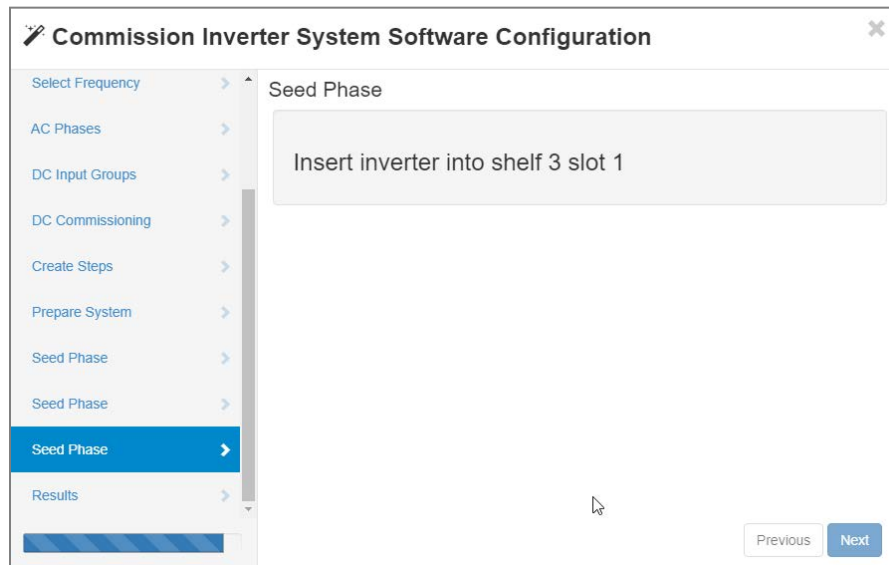 Commission Inverter System Software Configuration
Select Frequency
AC Phases
DC Input Groups
DC Commissioning
Create Steps
Prepare System
Seed Phase
Seed Phase
Seed Phase
Results
Seed Phase
Insert inverter into shelf 3 slot 1
Previous
Next